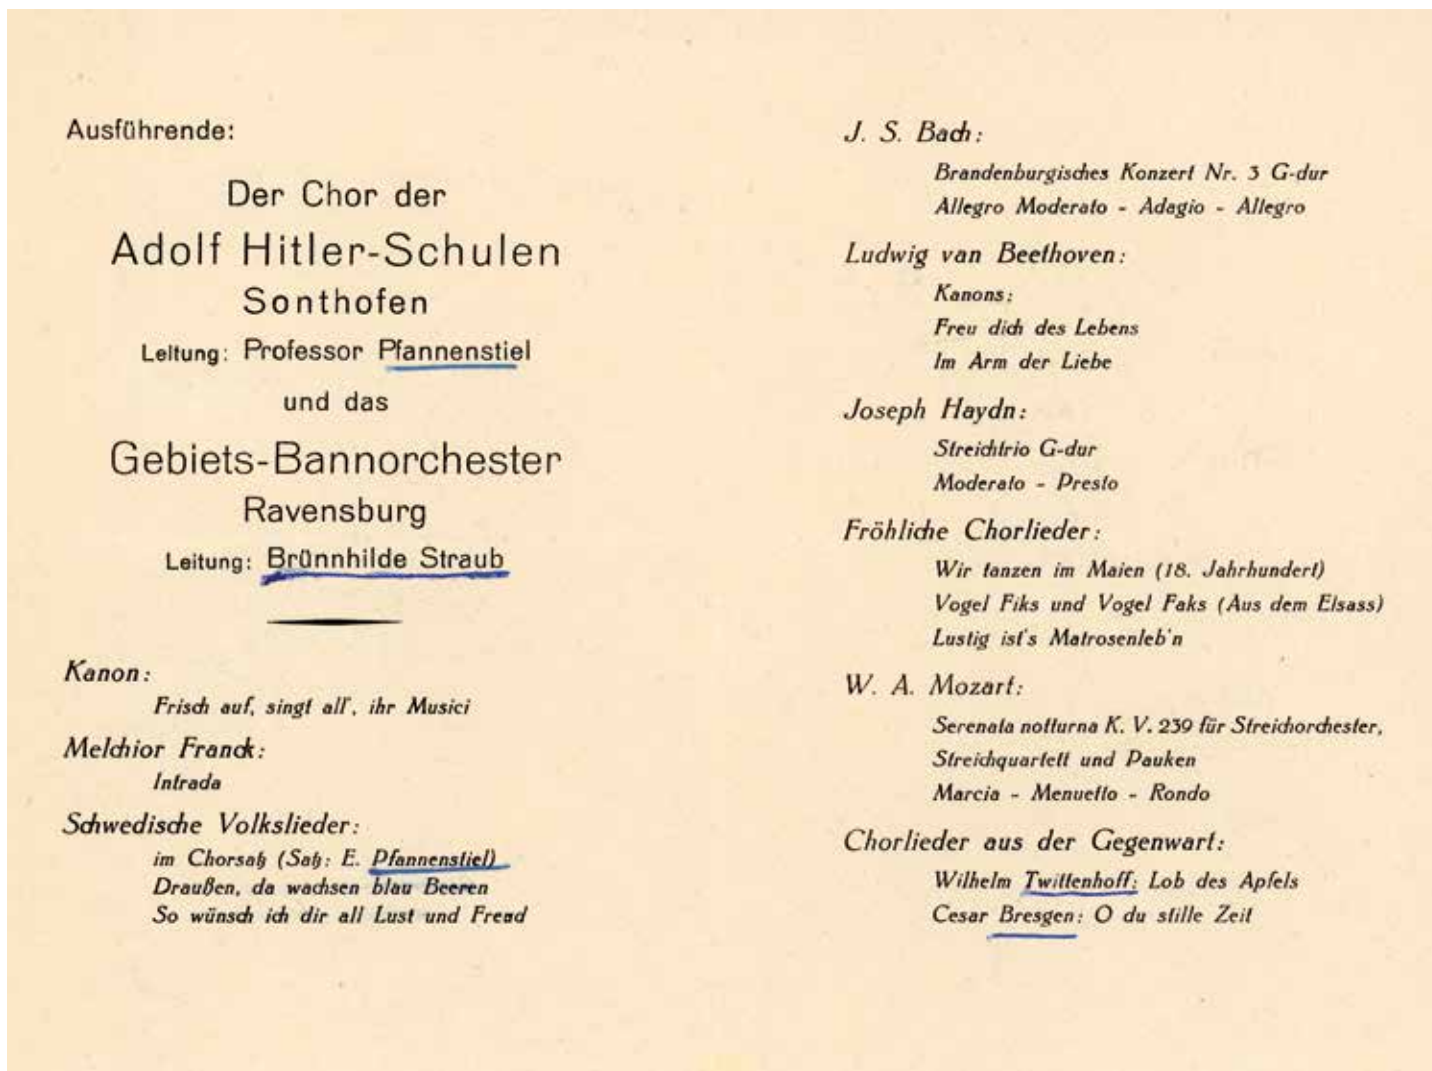 Ausführende:
Der Chor der
Adolf Hitler-Schulen
Sonthofen
Leitung: Professor Pfannenstiel
und das
Gebiets-Bannorchester
Ravensburg
Leitung: Brünnhilde Straub
Kanon:
Frisch auf, singt all', ihr Musici
Melchior Franck:
Intrada
Schwedische Volkslieder:
im Chorsatz (Satz: E. Pfannenstiel)
Draußen, da wachsen blau Beeren
So wünsch ich dir all Lust und Freud
J. S. Bach:
Brandenburgisches Konzert Nr. 3 G-dur
Allegro Moderato - Adagio - Allegro
Ludwig van Beethoven:
Kanons:
Freu dich des Lebens
Im Arm der Liebe
Joseph Haydn:
Streichtrio G-dur
Moderato - Presto
Fröhliche Chorlieder:
Wir tanzen im Maien (18. Jahrhundert)
Vogel Fiks und Vogel Faks (Aus dem Elsass)
Lustig ist's Matrosenleb'n
W. A. Mozart:
Serenata notturna K. V. 239 für Streichorchester,
Streichquartett und Pauken
Marcia - Menuetto - Rondo
Chorlieder aus der Gegenwart:
Wilhelm Twittenhoff: Lob des Apfels
Cesar Bresgen: O du stille Zeit